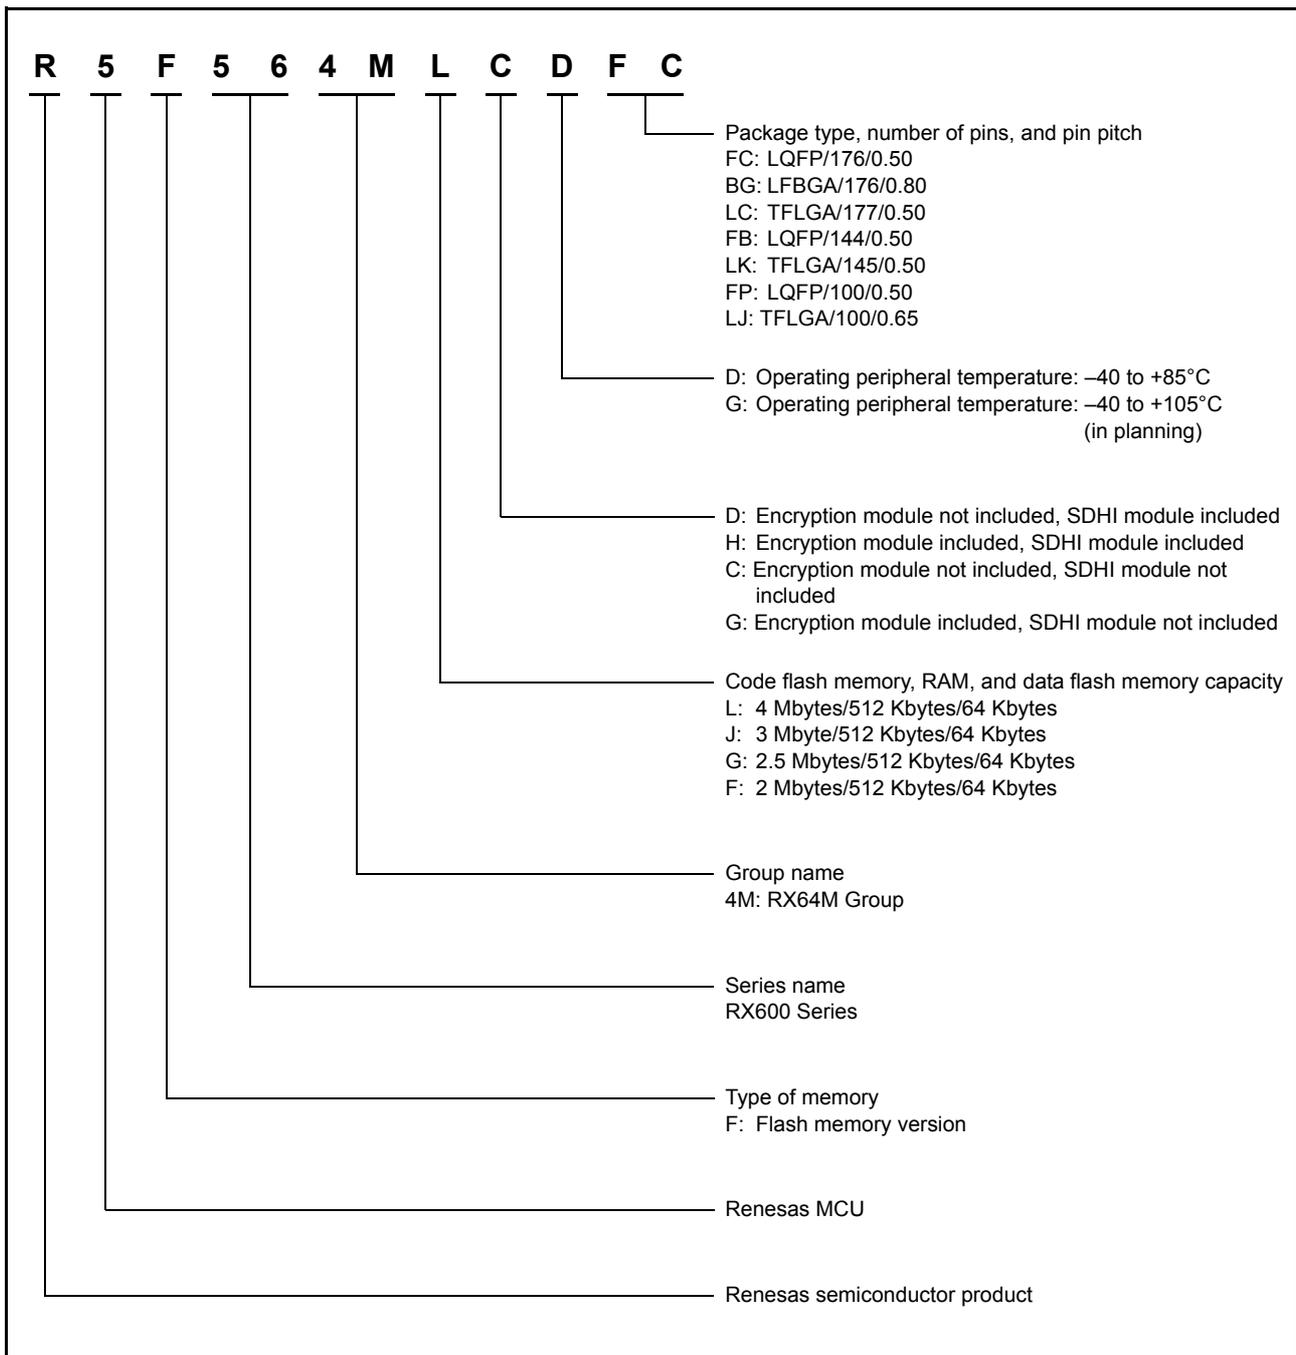 R 5 F 5 6 4 M L C D F C
Package type, number of pins, and pin pitch
FC: LQFP/176/0.50
BG: LFBGA/176/0.80
LC: TFLGA/177/0.50
FB: LQFP/144/0.50
LK: TFLGA/145/0.50
FP: LQFP/100/0.50
LJ: TFLGA/100/0.65
D: Operating peripheral temperature: –40 to +85°C
G: Operating peripheral temperature: –40 to +105°C
(in planning)
D: Encryption module not included, SDHI module included
H: Encryption module included, SDHI module included
C: Encryption module not included, SDHI module not
included
G: Encryption module included, SDHI module not included
Code flash memory, RAM, and data flash memory capacity
L: 4 Mbytes/512 Kbytes/64 Kbytes
J: 3 Mbyte/512 Kbytes/64 Kbytes
G: 2.5 Mbytes/512 Kbytes/64 Kbytes
F: 2 Mbytes/512 Kbytes/64 Kbytes
Group name
4M: RX64M Group
Series name
RX600 Series
Type of memory
F: Flash memory version
Renesas MCU
Renesas semiconductor product